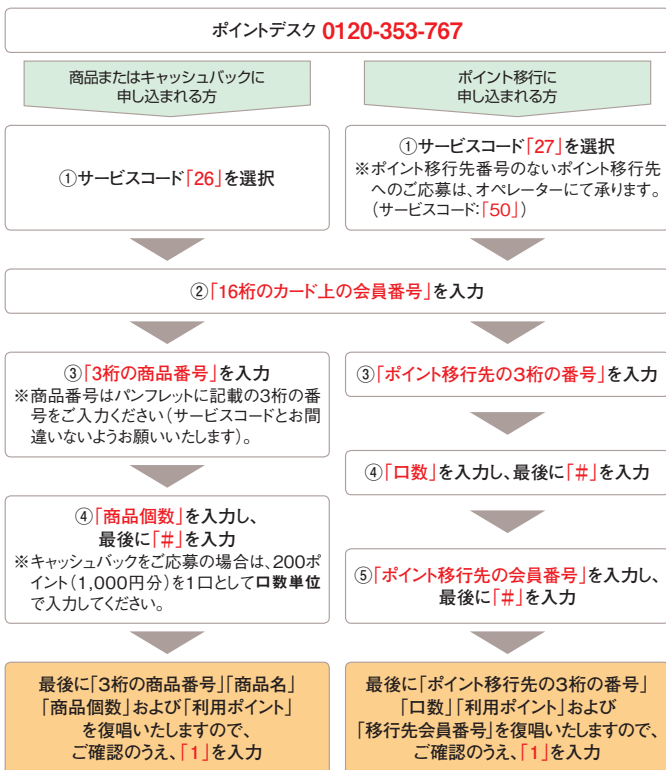 ポイントデスク 0120-353-767
商品またはキャッシュバックに
申し込まれる方
ポイント移行に
申し込まれる方
①サービスコード「26」を選択
①サービスコード「27」を選択
※ポイント移行先番号のないポイント移行先
へのご応募は、オペレーターにて承ります。
(サービスコード:「50」)
②「16桁のカード上の会員番号」を入力
③「3桁の商品番号」を入力
※商品番号はパンフレットに記載の3桁の番
号をご入力ください(サービスコードとお間
違いないようお願いいたします)。
③「ポイント移行先の3桁の番号」を入力
④「口数」を入力し、最後に「#」を入力
④「商品個数」を入力し、
最後に「#」を入力
※キャッシュバックをご応募の場合は、200ポ
イント(1,000円分)を1口として口数単位
で入力してください。
⑤「ポイント移行先の会員番号」を入力し、
最後に「#」を入力
最後に「3桁の商品番号」「商品名」
「商品個数」および「利用ポイント」
を復唱いたしますので、
ご確認のうえ、「1」を入力
最後に「ポイント移行先の3桁の番号」
「口数」「利用ポイント」および
「移行先会員番号」を復唱いたしますので、
ご確認のうえ、「1」を入力